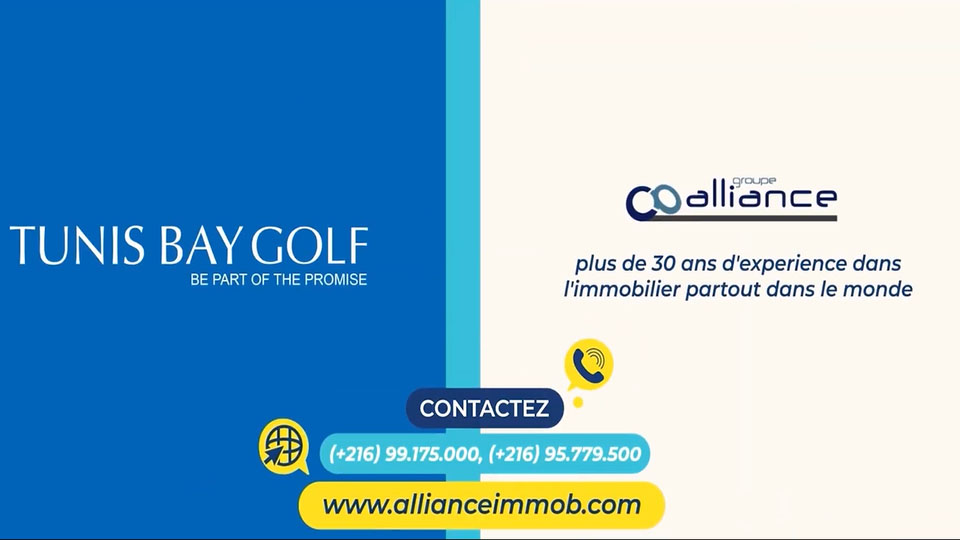 TUNIS BAY GOLF
BE PART OF THE PROMISE
groupe
alliance
plus de 30 ans d'experience dans
l'immobilier partout dans le monde
CONTACTEZ
(+216) 99.175.000, (+216) 95.779.500
www.allianceimmob.com